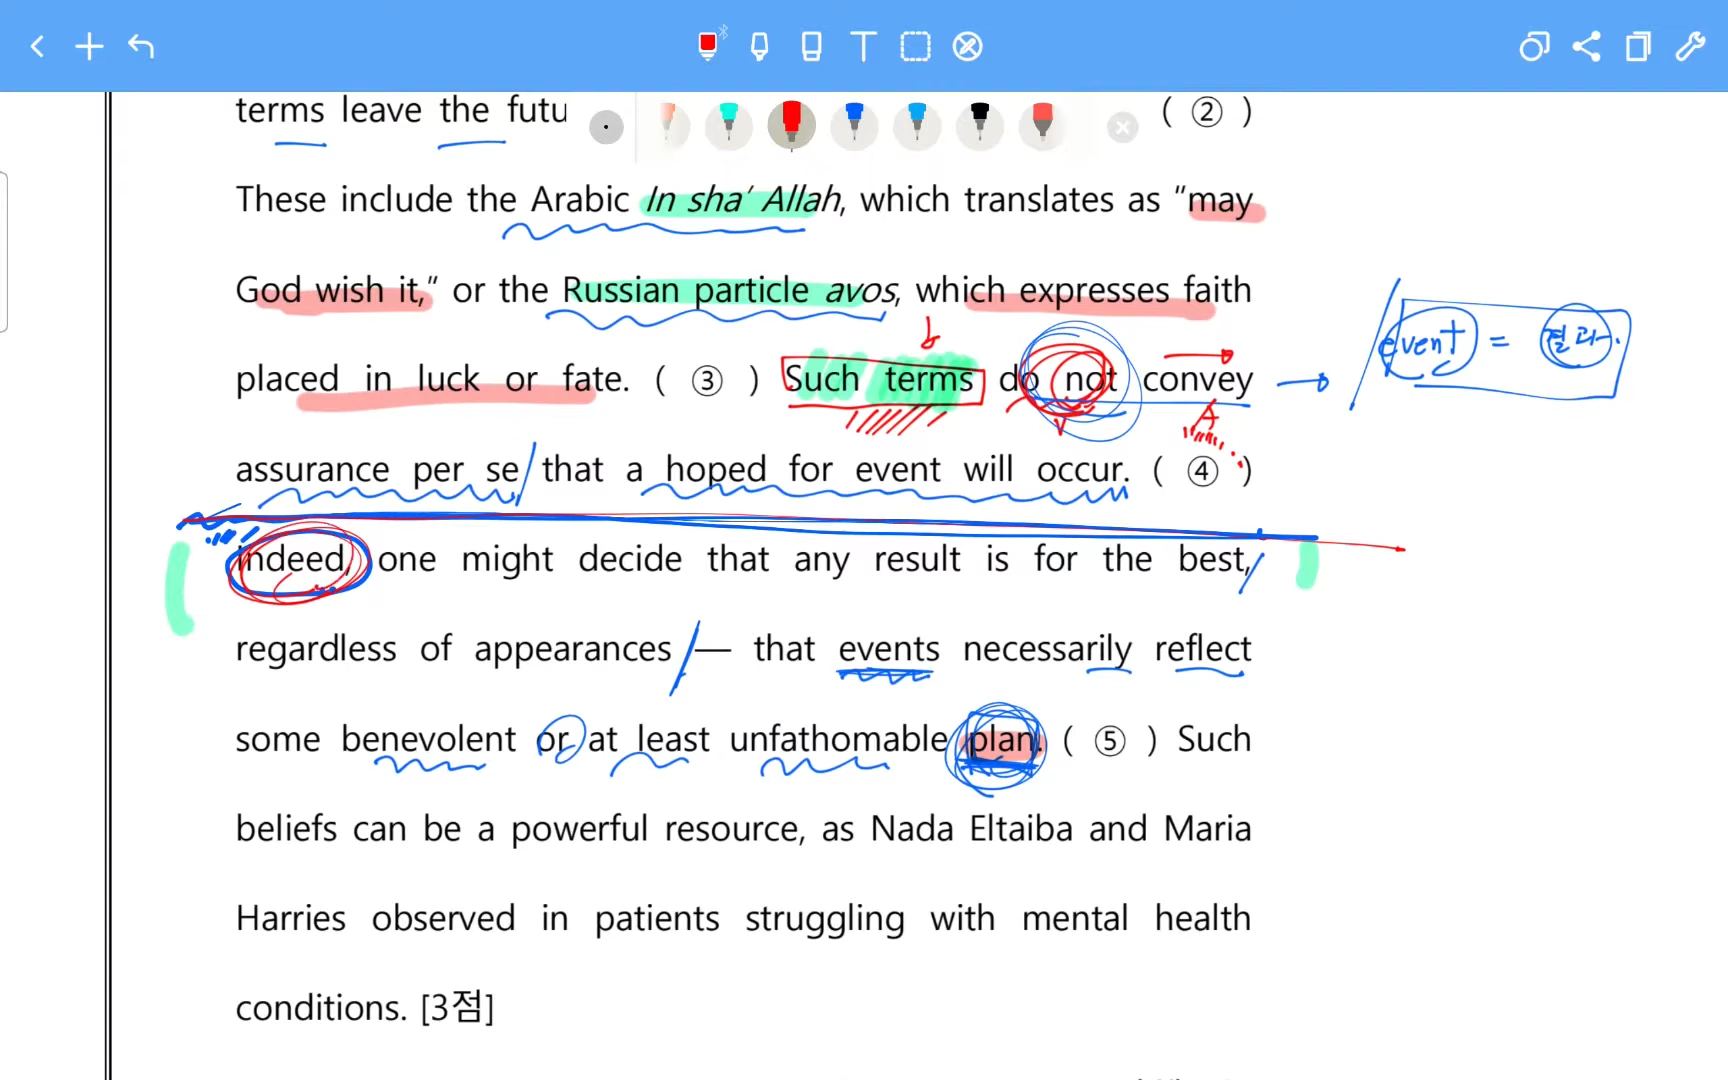 terms leave the futu ( ② )
These include the Arabic In sha’ Allah, which translates as “may
God wish it,” or the Russian particle avos, which expresses faith
event = 결과.
placed in luck or fate. ( ③ ) Such terms do not convey
assurance per se that a hoped for event will occur. ( ④ )
Indeed, one might decide that any result is for the best,
regardless of appearances — that events necessarily reflect
some benevolent or at least unfathomable plan. ( ⑤ ) Such
beliefs can be a powerful resource, as Nada Eltaiba and Maria
Harries observed in patients struggling with mental health
conditions. [3점]